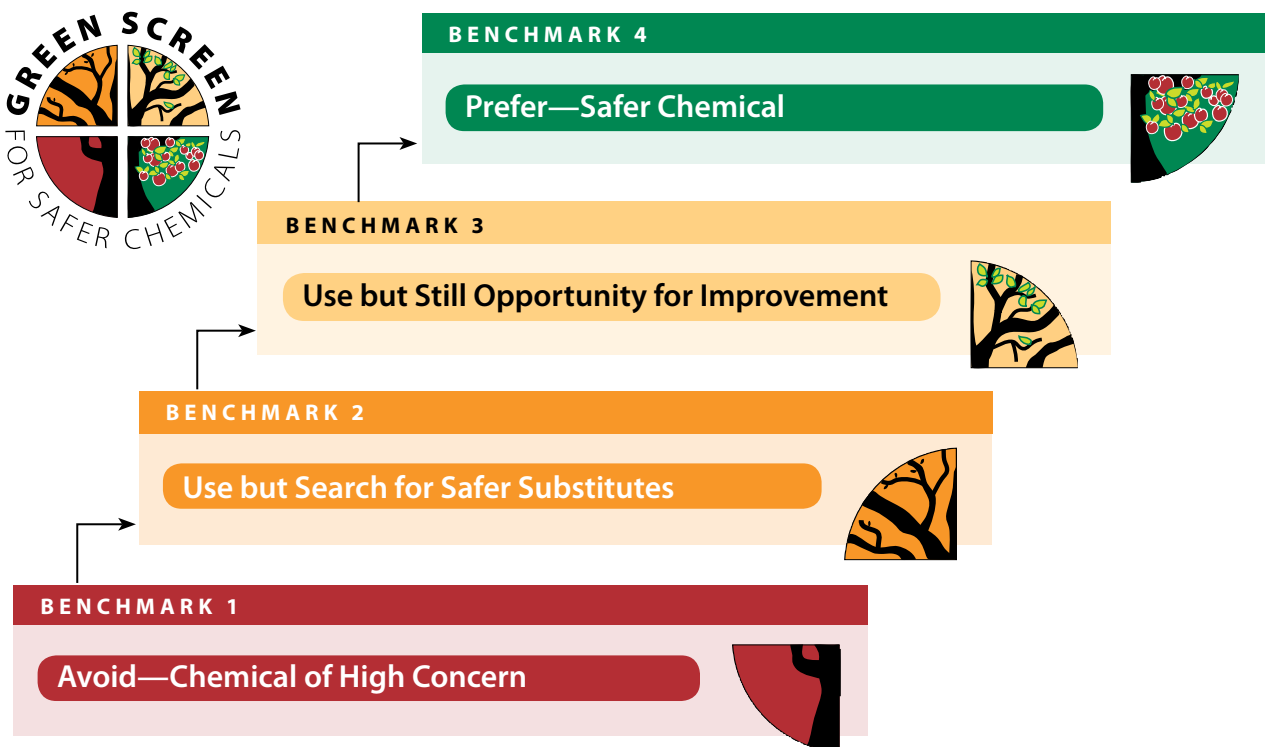 GREEN SCREEN
FOR SAFER CHEMICALS
BENCHMARK 4
Prefer—Safer Chemical
BENCHMARK 3
Use but Still Opportunity for Improvement
BENCHMARK 2
Use but Search for Safer Substitutes
BENCHMARK 1
Avoid—Chemical of High Concern